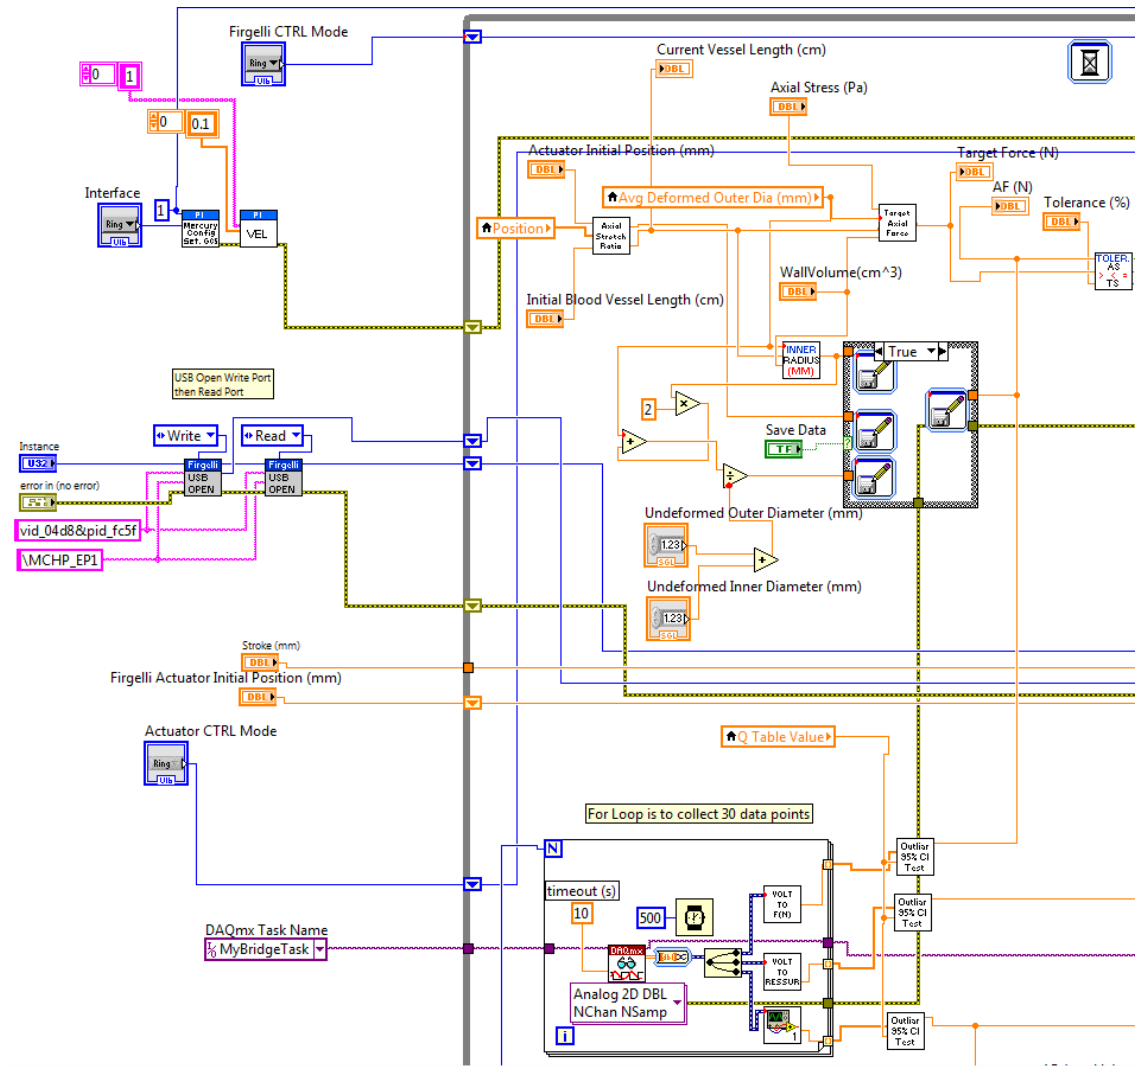 Firgelli CTRL Mode
Ring
UI6
0
1
0
0.1
Interface
Ring
UI6
1
PI
Mercury
Config
Set. GCS
PI
VEL
Current Vessel Length (cm)
DBL
Axial Stress (Pa)
DBL
Actuator Initial Position (mm)
DBL
Avg Deformed Outer Dia (mm)
Position
Axial
Stretch
Ratio
Target
Axial
Force
Target Force (N)
DBL
AF (N)
DBL
Tolerance (%)
DBL
TOLER.
AS
> < =
TS
Initial Blood Vessel Length (cm)
DBL
WallVolume(cm^3)
DBL
INNER
RADIUS
(MM)
True
2
×
+
÷
Save Data
TF
?
USB Open Write Port
then Read Port
Write
Read
Instance
U32
Firgelli
USB
OPEN
Firgelli
USB
OPEN
error in (no error)
vid_04d8&pid_fc5f
\MCHP_EP1
Undeformed Outer Diameter (mm)
1.23
SGL
+
Undeformed Inner Diameter (mm)
1.23
SGL
Stroke (mm)
DBL
Firgelli Actuator Initial Position (mm)
DBL
Actuator CTRL Mode
Ring
UI6
Q Table Value
For Loop is to collect 30 data points
N
timeout (s)
10
500
VOLT
TO
F(N)
Outliar
95% CI
Test
Outliar
95% CI
Test
DAQmx Task Name
MyBridgeTask
DAQmx
VOLT
TO
RESSUR
Analog 2D DBL
NChan NSamp
i
1
Outliar
95% CI
Test